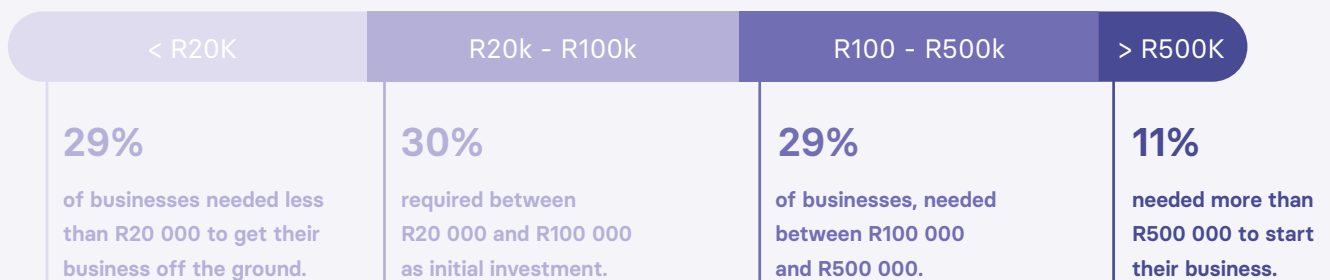 < R20K
R20k - R100k
R100 - R500k
> R500K
29%
of businesses needed less
than R20 000 to get their
business off the ground.
30%
required between
R20 000 and R100 000
as initial investment.
29%
of businesses, needed
between R100 000
and R500 000.
11%
needed more than
R500 000 to start
their business.